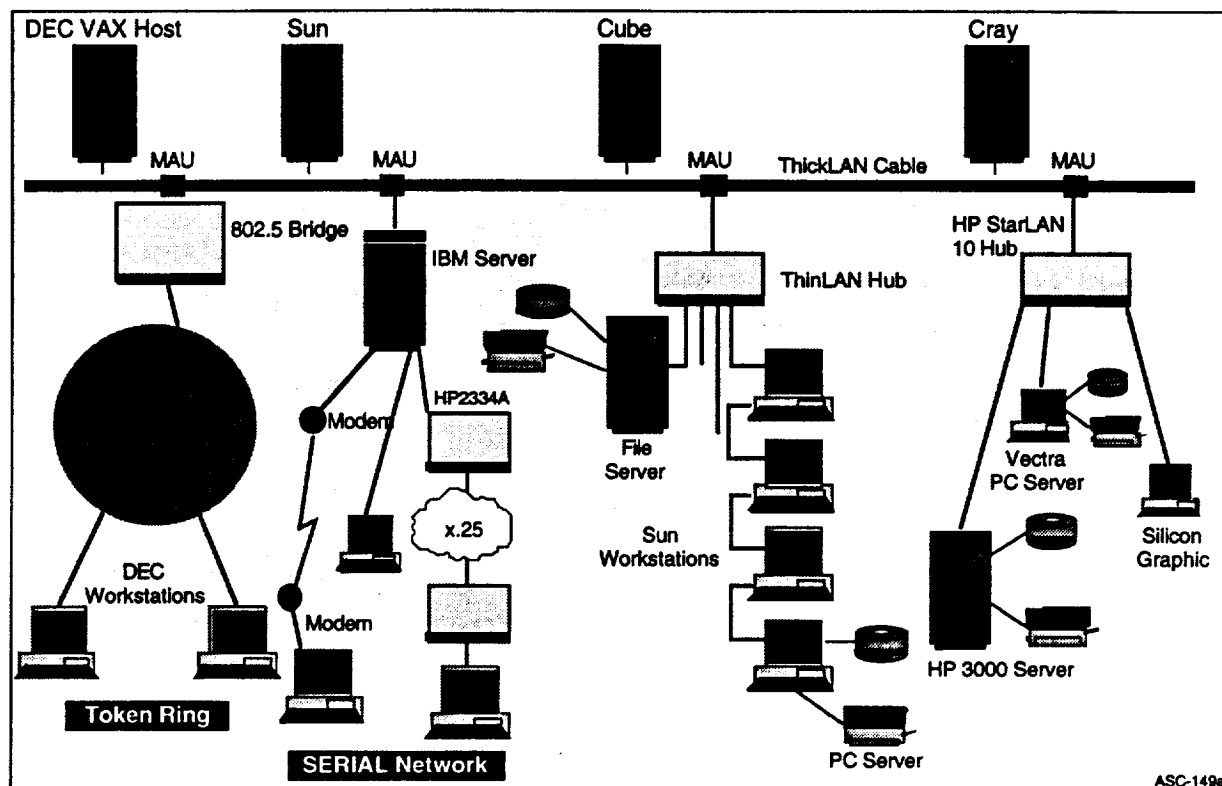 DEC VAX Host
Sun
Cube
Cray
MAU
MAU
MAU
ThickLAN Cable
MAU
802.5 Bridge
IBM Server
ThinLAN Hub
HP StarLAN
10 Hub
HP2334A
Modem
File
Server
Vectra
PC Server
x.25
Sun
Workstations
Silicon
Graphic
DEC
Workstations
Modem
HP 3000 Server
Token Ring
SERIAL Network
PC Server
ASC-149a